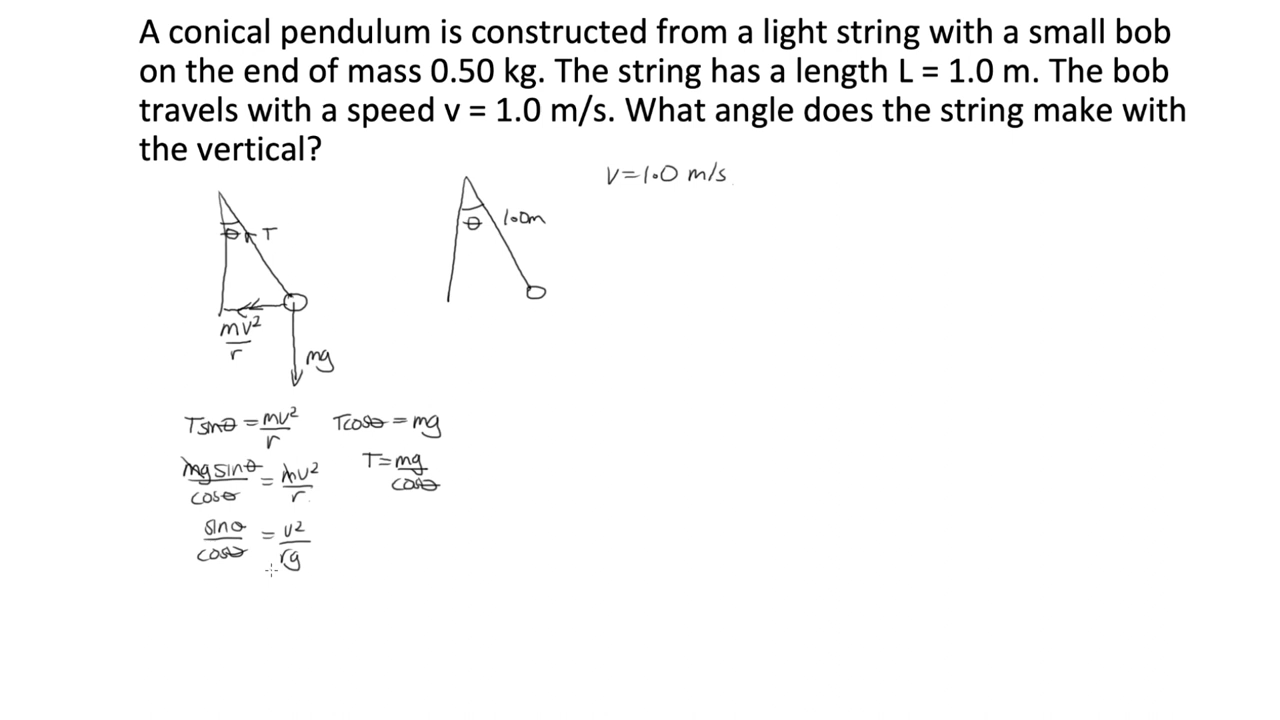 A conical pendulum is constructed from a light string with a small bob
on the end of mass 0.50 kg. The string has a length L = 1.0 m. The bob
travels with a speed v = 1.0 m/s. What angle does the string make with
the vertical?
V=1.0 m/s
θ T
mv²/r
mg
θ 1.0m
Tsinθ = mv²/r
Tcosθ = mg
mgsinθ/cosθ = mv²/r
T = mg/cosθ
sinθ/cosθ = v²/rg